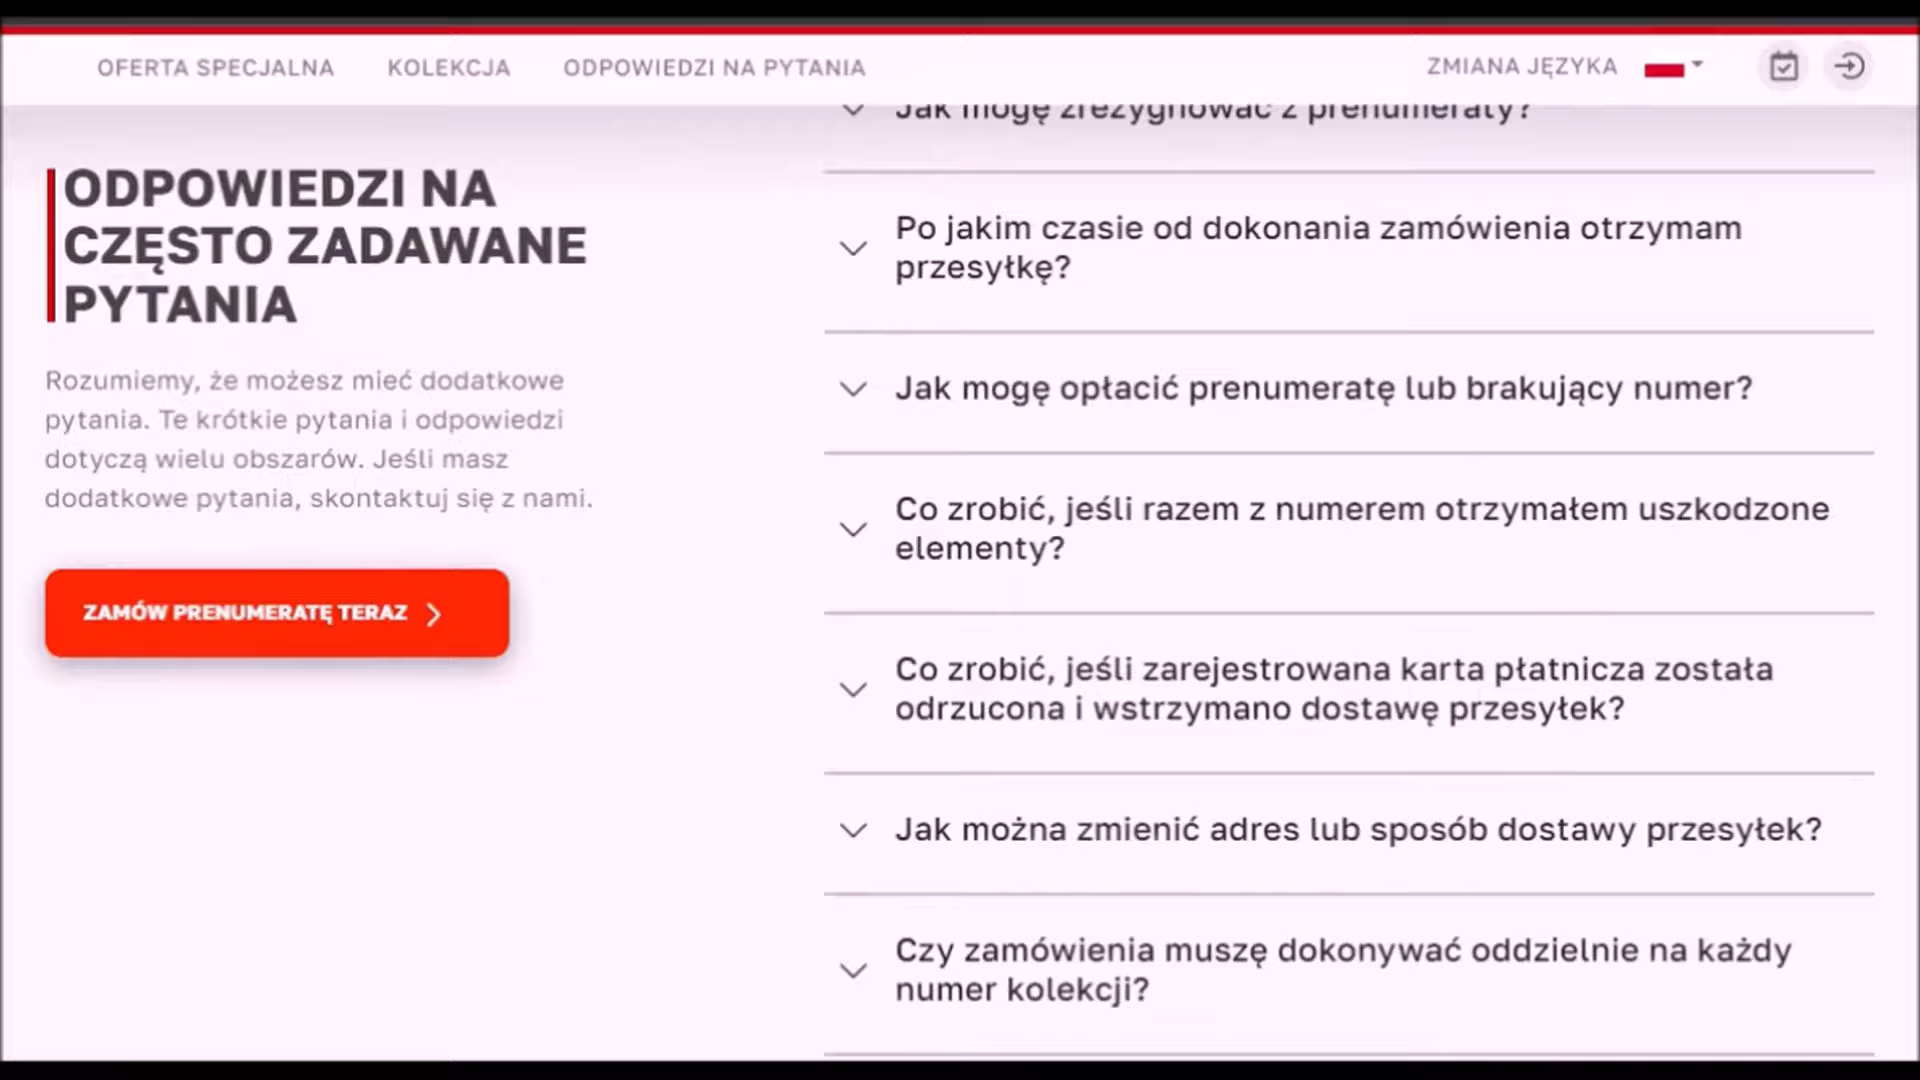 OFERTA SPECJALNA KOLEKCJA ODPOWIEDZI NA PYTANIA ZMIANA JĘZYKA
ODPOWIEDZI NA
CZĘSTO ZADAWANE
PYTANIA
Rozumiemy, że możesz mieć dodatkowe
pytania. Te krótkie pytania i odpowiedzi
dotyczą wielu obszarów. Jeśli masz
dodatkowe pytania, skontaktuj się z nami.
ZAMÓW PRENUMERATĘ TERAZ
Jak mogę zrezygnować z prenumeraty?
Po jakim czasie od dokonania zamówienia otrzymam
przesyłkę?
Jak mogę opłacić prenumeratę lub brakujący numer?
Co zrobić, jeśli razem z numerem otrzymałem uszkodzone
elementy?
Co zrobić, jeśli zarejestrowana karta płatnicza została
odrzucona i wstrzymano dostawę przesyłek?
Jak można zmienić adres lub sposób dostawy przesyłek?
Czy zamówienia muszę dokonywać oddzielnie na każdy
numer kolekcji?